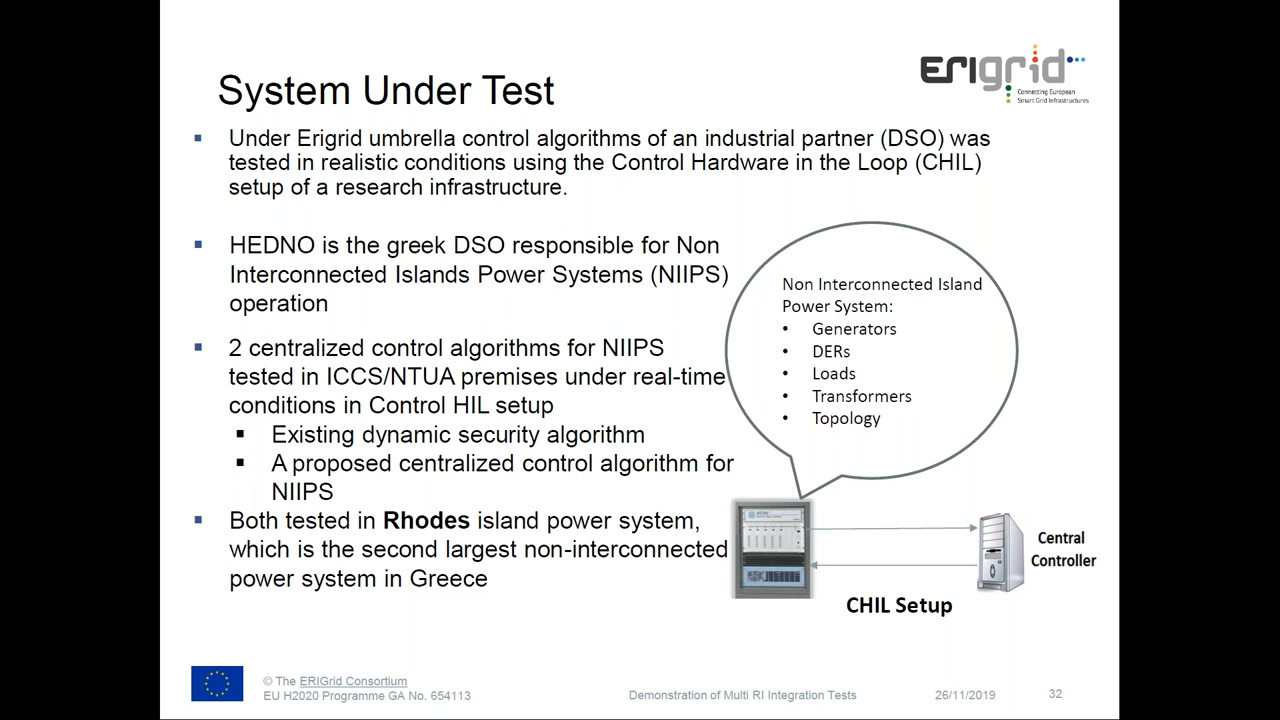 ERIgrid
Connecting European
Smart Grid Infrastructures
System Under Test
▪ Under Erigrid umbrella control algorithms of an industrial partner (DSO) was
tested in realistic conditions using the Control Hardware in the Loop (CHIL)
setup of a research infrastructure.
▪ HEDNO is the greek DSO responsible for Non
Interconnected Islands Power Systems (NIIPS)
operation
▪ 2 centralized control algorithms for NIIPS
tested in ICCS/NTUA premises under real-time
conditions in Control HIL setup
▪ Existing dynamic security algorithm
▪ A proposed centralized control algorithm for
NIIPS
▪ Both tested in Rhodes island power system,
which is the second largest non-interconnected
power system in Greece
Non Interconnected Island
Power System:
• Generators
• DERs
• Loads
• Transformers
• Topology
Central
Controller
CHIL Setup
© The ERIGrid Consortium
EU H2020 Programme GA No. 654113
Demonstration of Multi RI Integration Tests
26/11/2019
32